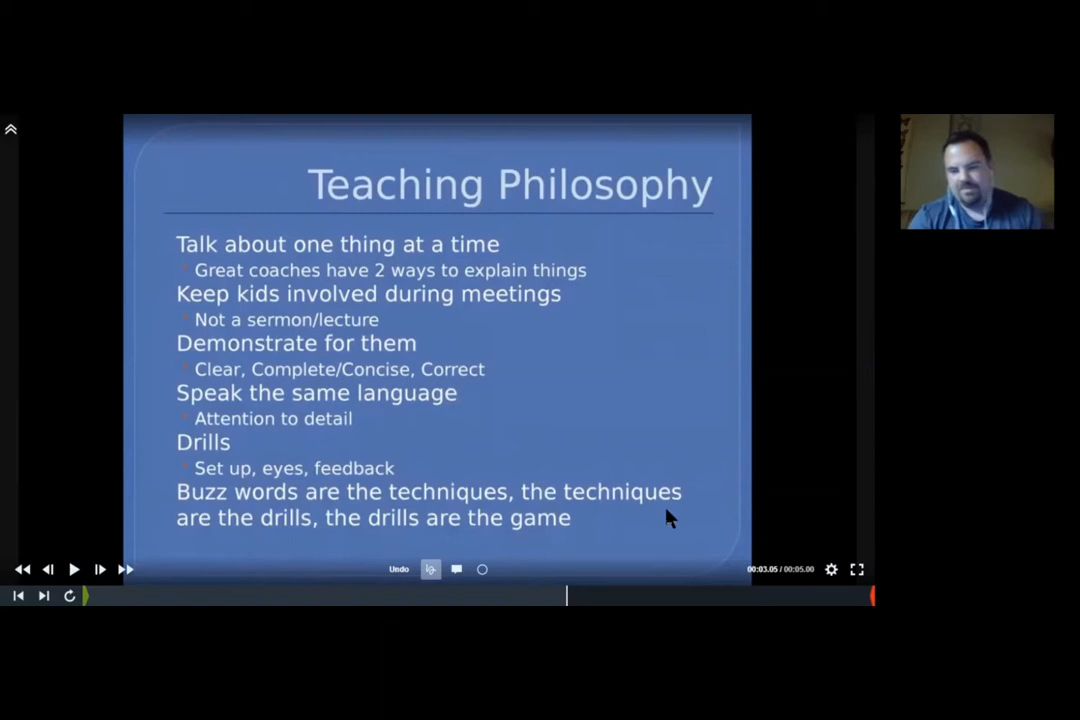 Teaching Philosophy
Talk about one thing at a time
Great coaches have 2 ways to explain things
Keep kids involved during meetings
Not a sermon/lecture
Demonstrate for them
Clear, Complete/Concise, Correct
Speak the same language
Attention to detail
Drills
Set up, eyes, feedback
Buzz words are the techniques, the techniques
are the drills, the drills are the game
Undo
00:03.05 / 00:05.00